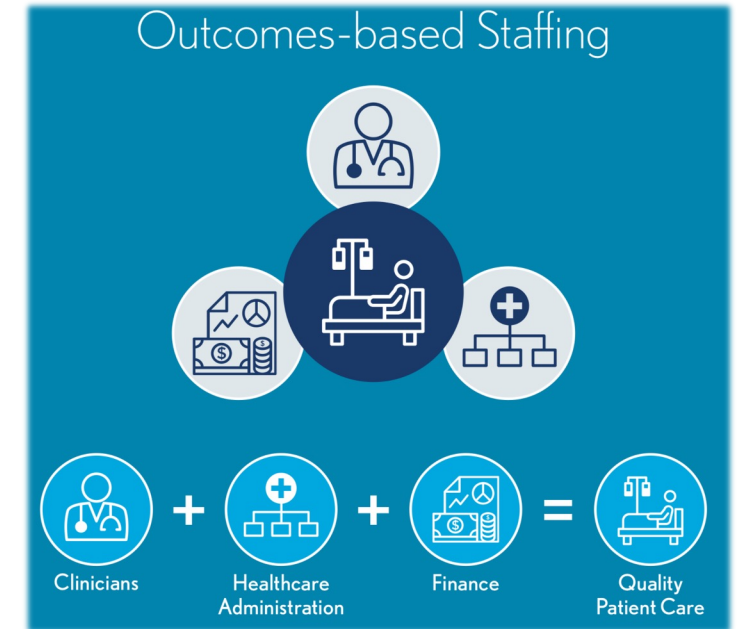 Outcomes-based Staffing
$
$
+
+
=
Clinicians
Healthcare
Administration
Finance
Quality
Patient Care